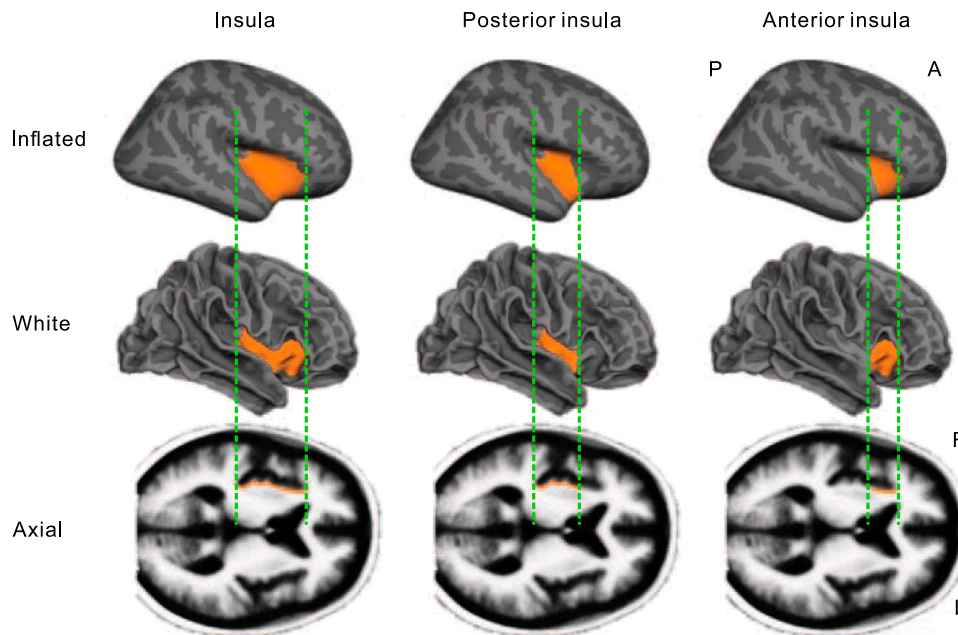 Insula Posterior insula Anterior insula
P A
Inflated
White
Axial